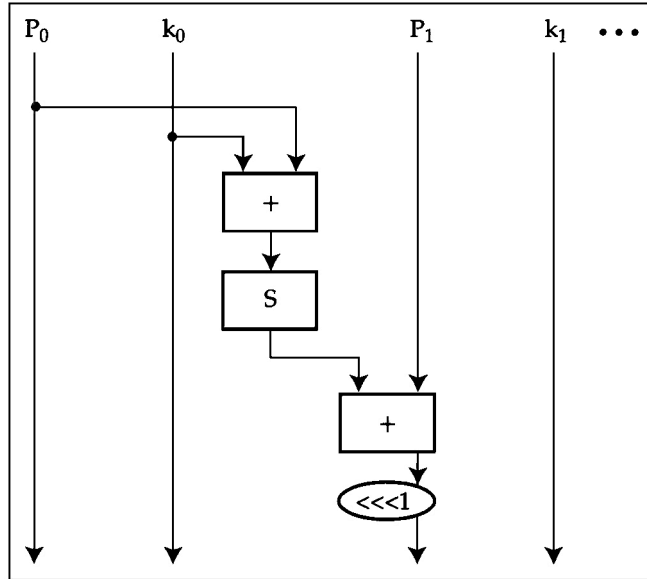 P₀ k₀ P₁ k₁ •••
+
S
+
<<<1